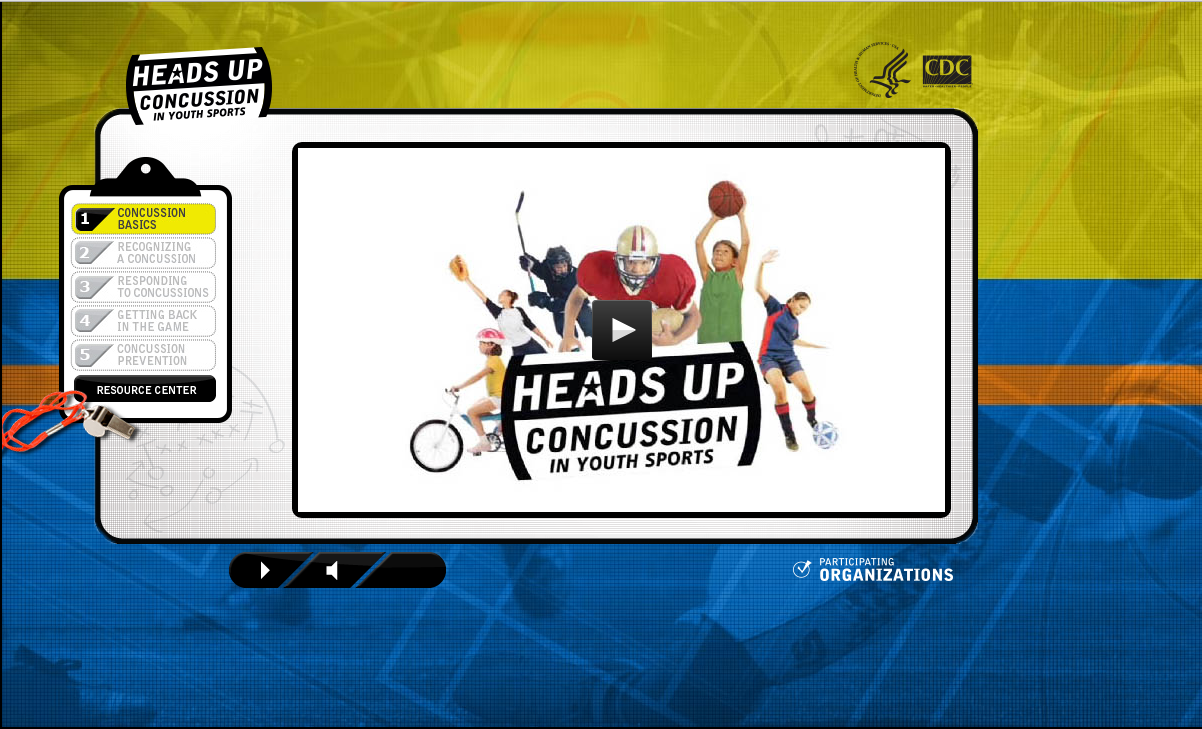 HEADS UP
CONCUSSION
IN YOUTH SPORTS
CDC
1
CONCUSSION
BASICS
2
RECOGNIZING
A CONCUSSION
3
RESPONDING
TO CONCUSSIONS
4
GETTING BACK
IN THE GAME
5
CONCUSSION
PREVENTION
RESOURCE CENTER
HEADS UP
CONCUSSION
IN YOUTH SPORTS
PARTICIPATING
ORGANIZATIONS